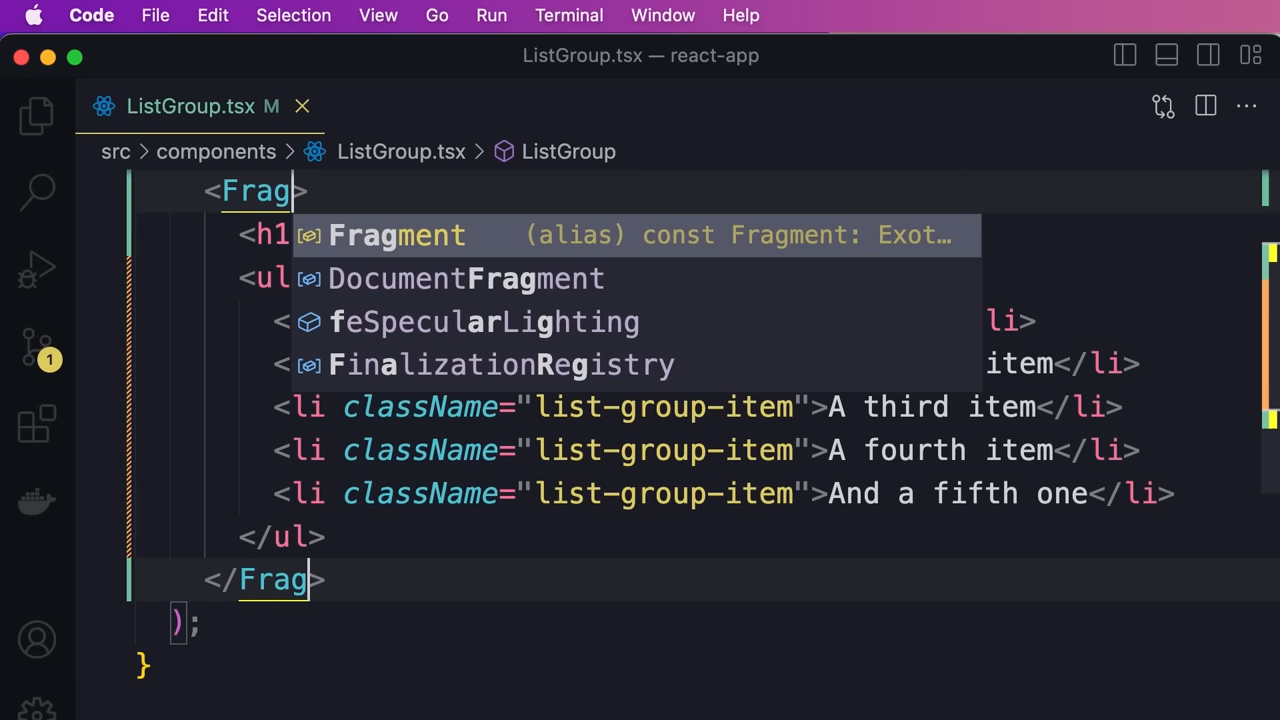 Code File Edit Selection View Go Run Terminal Window Help
ListGroup.tsx — react-app
ListGroup.tsx M
src > components > ListGroup.tsx > ListGroup
<Frag>
<h1
Fragment (alias) const Fragment: Exot…
<ul
DocumentFragment
<
feSpecularLighting
li>
<
FinalizationRegistry
item</li>
<li className="list-group-item">A third item</li>
<li className="list-group-item">A fourth item</li>
<li className="list-group-item">And a fifth one</li>
</ul>
</Frag>
);
}
1